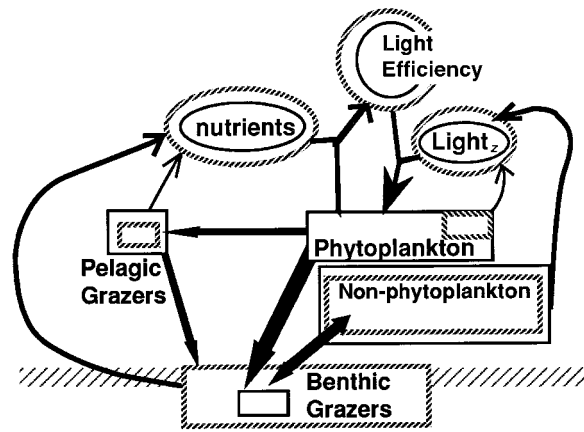 Light
Efficiency
nutrients
Light z
Phytoplankton
Pelagic
Grazers
Non-phytoplankton
Benthic
Grazers